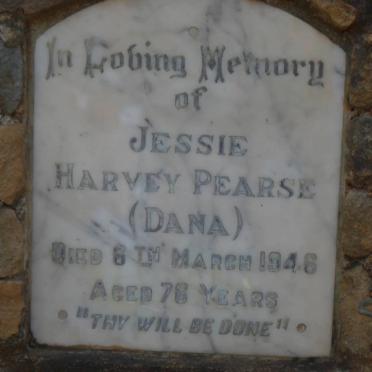 In Loving Memory
of
JESSIE
HARVEY PEARSE
(DANA)
DIED 6TH MARCH 1946
AGED 76 YEARS
"THY WILL BE DONE"